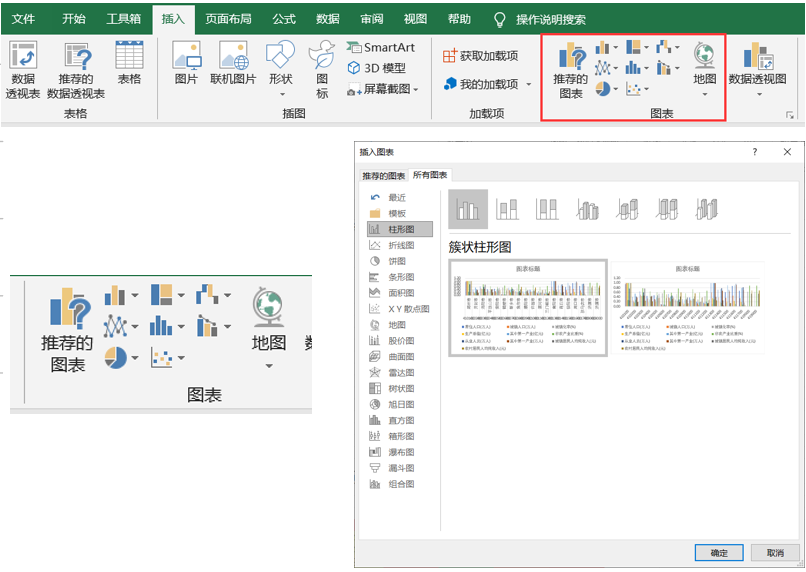 文件 开始 工具箱 插入 页面布局 公式 数据 审阅 视图 帮助 操作说明搜索
数据
透视表
推荐的
数据透视表
表格
表格
图片
联机图片
形状
图
标
SmartArt
3D 模型
屏幕截图
插图
获取加载项
我的加载项
加载项
推荐的
图表
地图
图表
数据透视图
推荐的
图表
地图
图表
插入图表
? ×
推荐的图表 所有图表
最近
模板
柱形图
折线图
饼图
条形图
面积图
X Y 散点图
地图
股价图
曲面图
雷达图
树状图
旭日图
直方图
箱形图
瀑布图
漏斗图
组合图
簇状柱形图
图表标题
图表标题
确定 取消